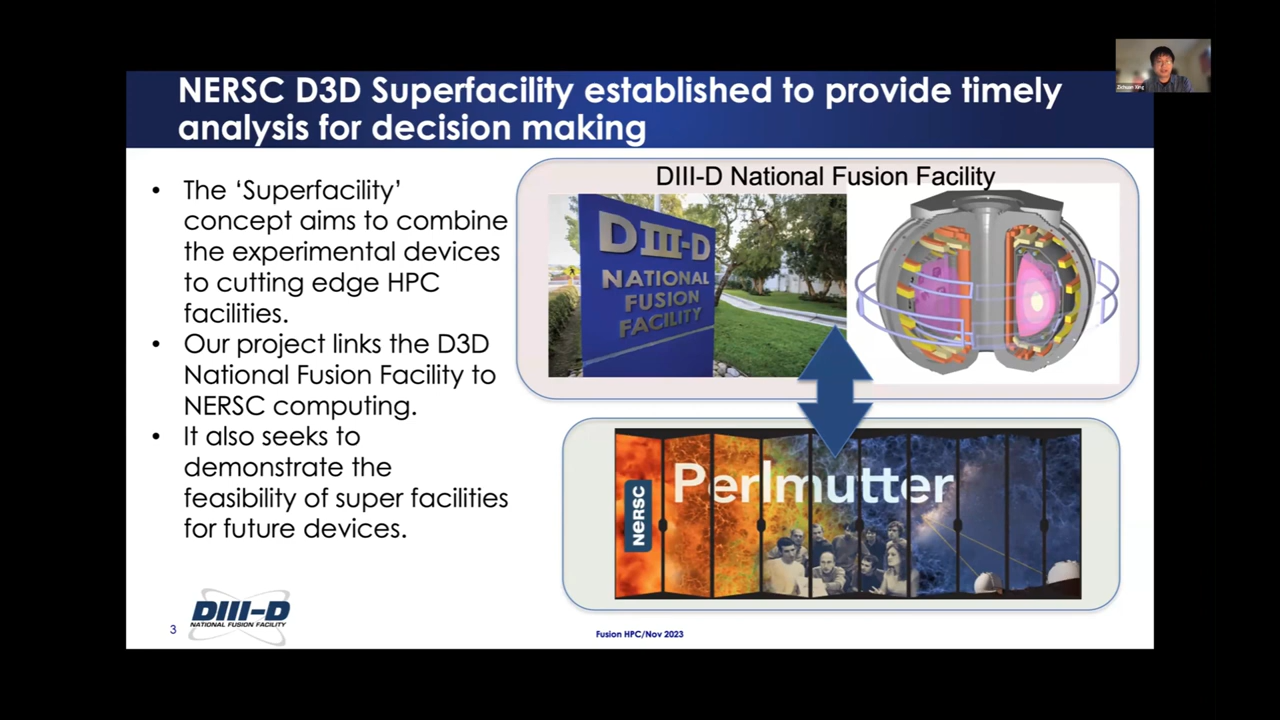 NERSC D3D Superfacility established to provide timely
analysis for decision making
• The ‘Superfacility’
concept aims to combine
the experimental devices
to cutting edge HPC
facilities.
• Our project links the D3D
National Fusion Facility to
NERSC computing.
• It also seeks to
demonstrate the
feasibility of super facilities
for future devices.
DIII-D National Fusion Facility
DIII-D
NATIONAL
FUSION
FACILITY
NERSC
Perlmutter
3
DIII-D
NATIONAL FUSION FACILITY
Fusion HPC/Nov 2023
Zichuan Xing